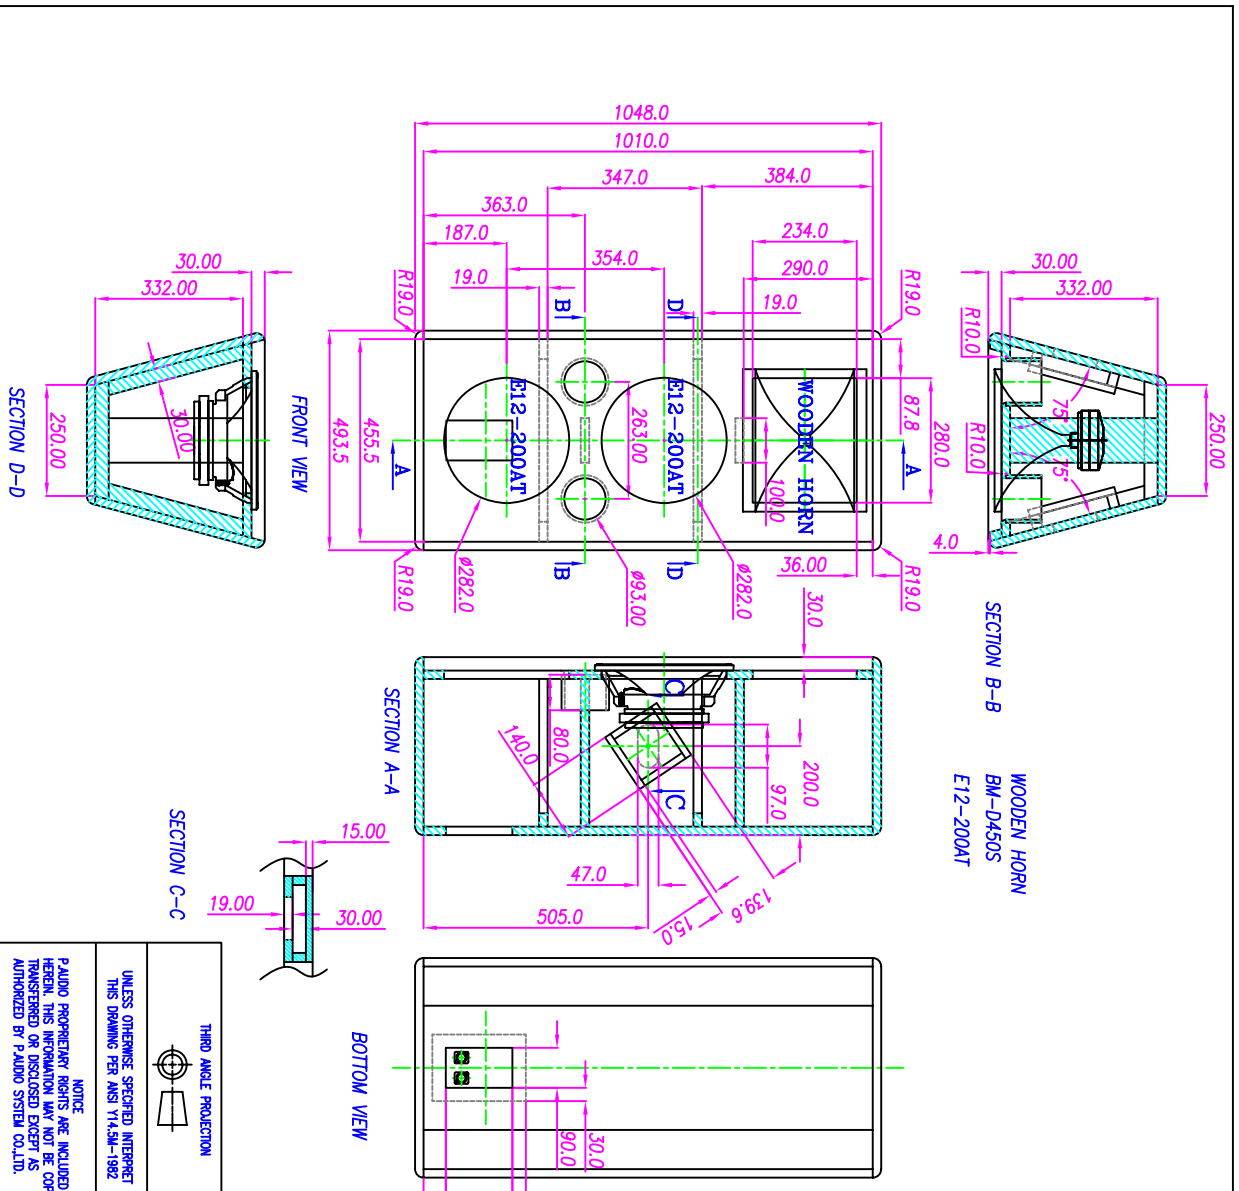 1048.0
1010.0
347.0
384.0
363.0
187.0
234.0
354.0
290.0
19.0
19.0
R19.0
R19.0
B
D
E12-200AT
E12-200AT
WOODEN HORN
263.00
100.0
87.8
280.0
455.5
493.5
A
A
B
D
36.00
R19.0
R19.0
ø282.0
ø93.00
ø282.0
FRONT VIEW
30.00
332.00
30.00
250.00
SECTION D-D
30.00
332.00
R10.0
75°
R10.0
75°
250.00
4.0
SECTION B-B
30.0
C
C
140.0
80.0
97.0
200.0
47.0
505.0
15.0
139.6
SECTION A-A
WOODEN HORN
BM-D450S
E12-200AT
15.00
19.00
30.00
SECTION C-C
90.0
30.0
BOTTOM VIEW
THIRD ANGLE PROJECTION
UNLESS OTHERWISE SPECIFIED INTERPRET
THIS DRAWING PER ANSI Y14.5M-1982
NOTICE
P.AUDIO PROPRIETARY RIGHTS ARE INCLUDED
HEREIN. THIS INFORMATION MAY NOT BE COP
TRANSFERRED OR DISCLOSED EXCEPT AS
AUTHORIZED BY P.AUDIO SYSTEM CO.,LTD.